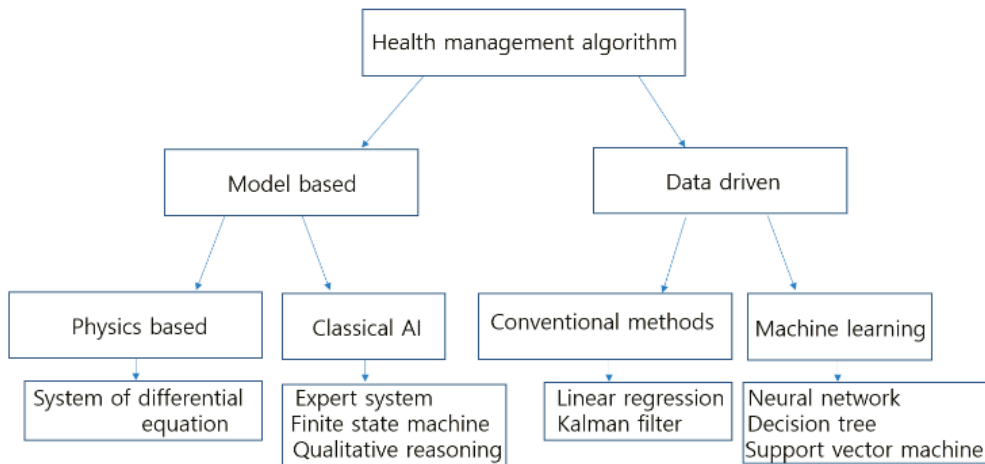 Health management algorithm
Model based
Data driven
Physics based
Classical AI
Conventional methods
Machine learning
System of differential
equation
Expert system
Finite state machine
Qualitative reasoning
Linear regression
Kalman filter
Neural network
Decision tree
Support vector machine